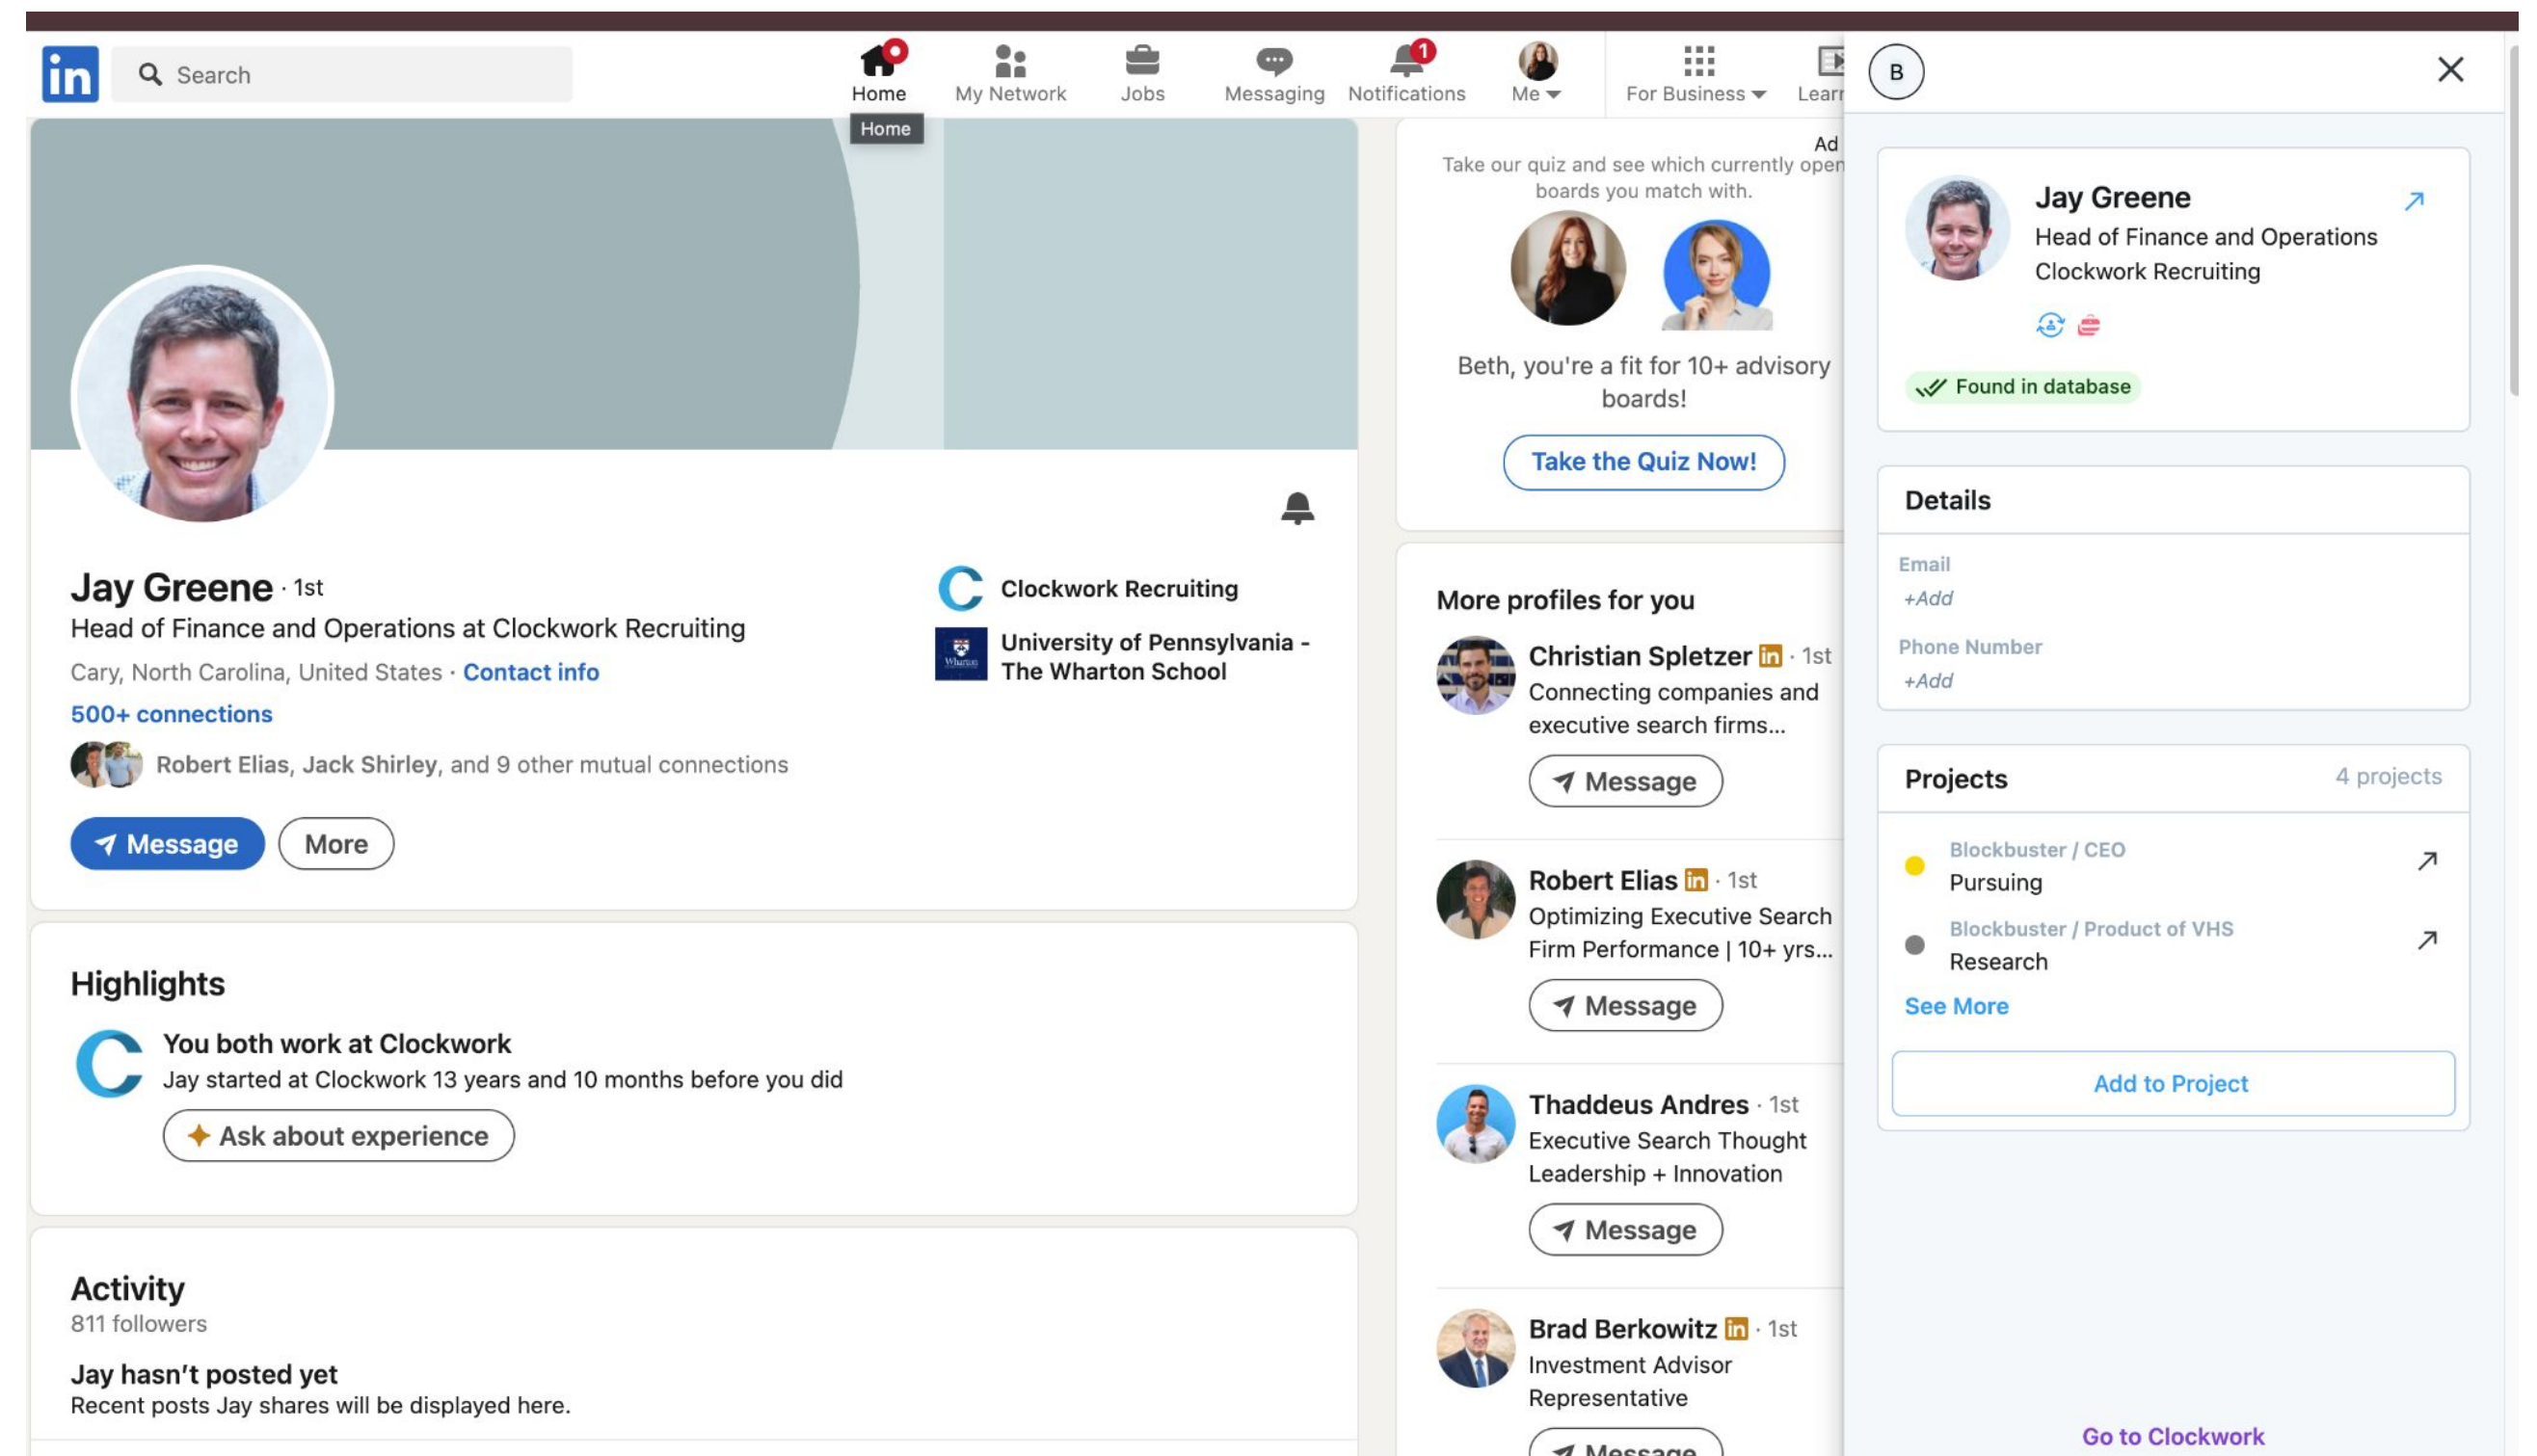 in
Search
Home
My Network
Jobs
Messaging
1
Notifications
Me
For Business
Home
Jay Greene · 1st
Head of Finance and Operations at Clockwork Recruiting
Cary, North Carolina, United States · Contact info
500+ connections
Robert Elias, Jack Shirley, and 9 other mutual connections
Message
More
Clockwork Recruiting
Wharton
University of Pennsylvania -
The Wharton School
Highlights
You both work at Clockwork
Jay started at Clockwork 13 years and 10 months before you did
Ask about experience
Activity
811 followers
Jay hasn't posted yet
Recent posts Jay shares will be displayed here.
Ad
Take our quiz and see which currently open
boards you match with.
Beth, you're a fit for 10+ advisory
boards!
Take the Quiz Now!
More profiles for you
Christian Spletzer in · 1st
Connecting companies and
executive search firms...
Message
Robert Elias in · 1st
Optimizing Executive Search
Firm Performance | 10+ yrs...
Message
Thaddeus Andres · 1st
Executive Search Thought
Leadership + Innovation
Message
Brad Berkowitz in · 1st
Investment Advisor
Representative
Message
B
Jay Greene
Head of Finance and Operations
Clockwork Recruiting
Found in database
Details
Email
+Add
Phone Number
+Add
Projects
4 projects
Blockbuster / CEO
Pursuing
Blockbuster / Product of VHS
Research
See More
Add to Project
Go to Clockwork